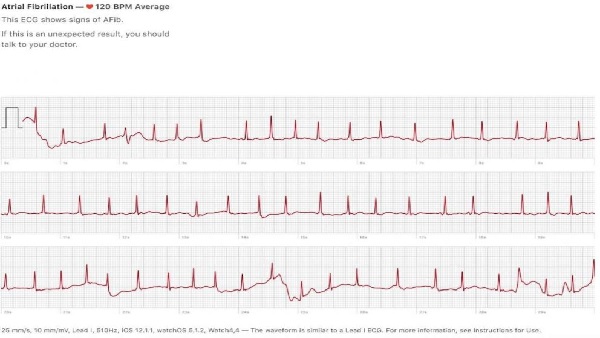 Atrial Fibrillation — ❤ 120 BPM Average
This ECG shows signs of AFib.
If this is an unexpected result, you should
talk to your doctor.
25 mm/s, 10 mm/mV, Lead I, 510Hz, iOS 12.1.1, watchOS 5.1.2, Watch4,4 — The waveform is similar to a Lead I ECG. For more information, see Instructions for Use.